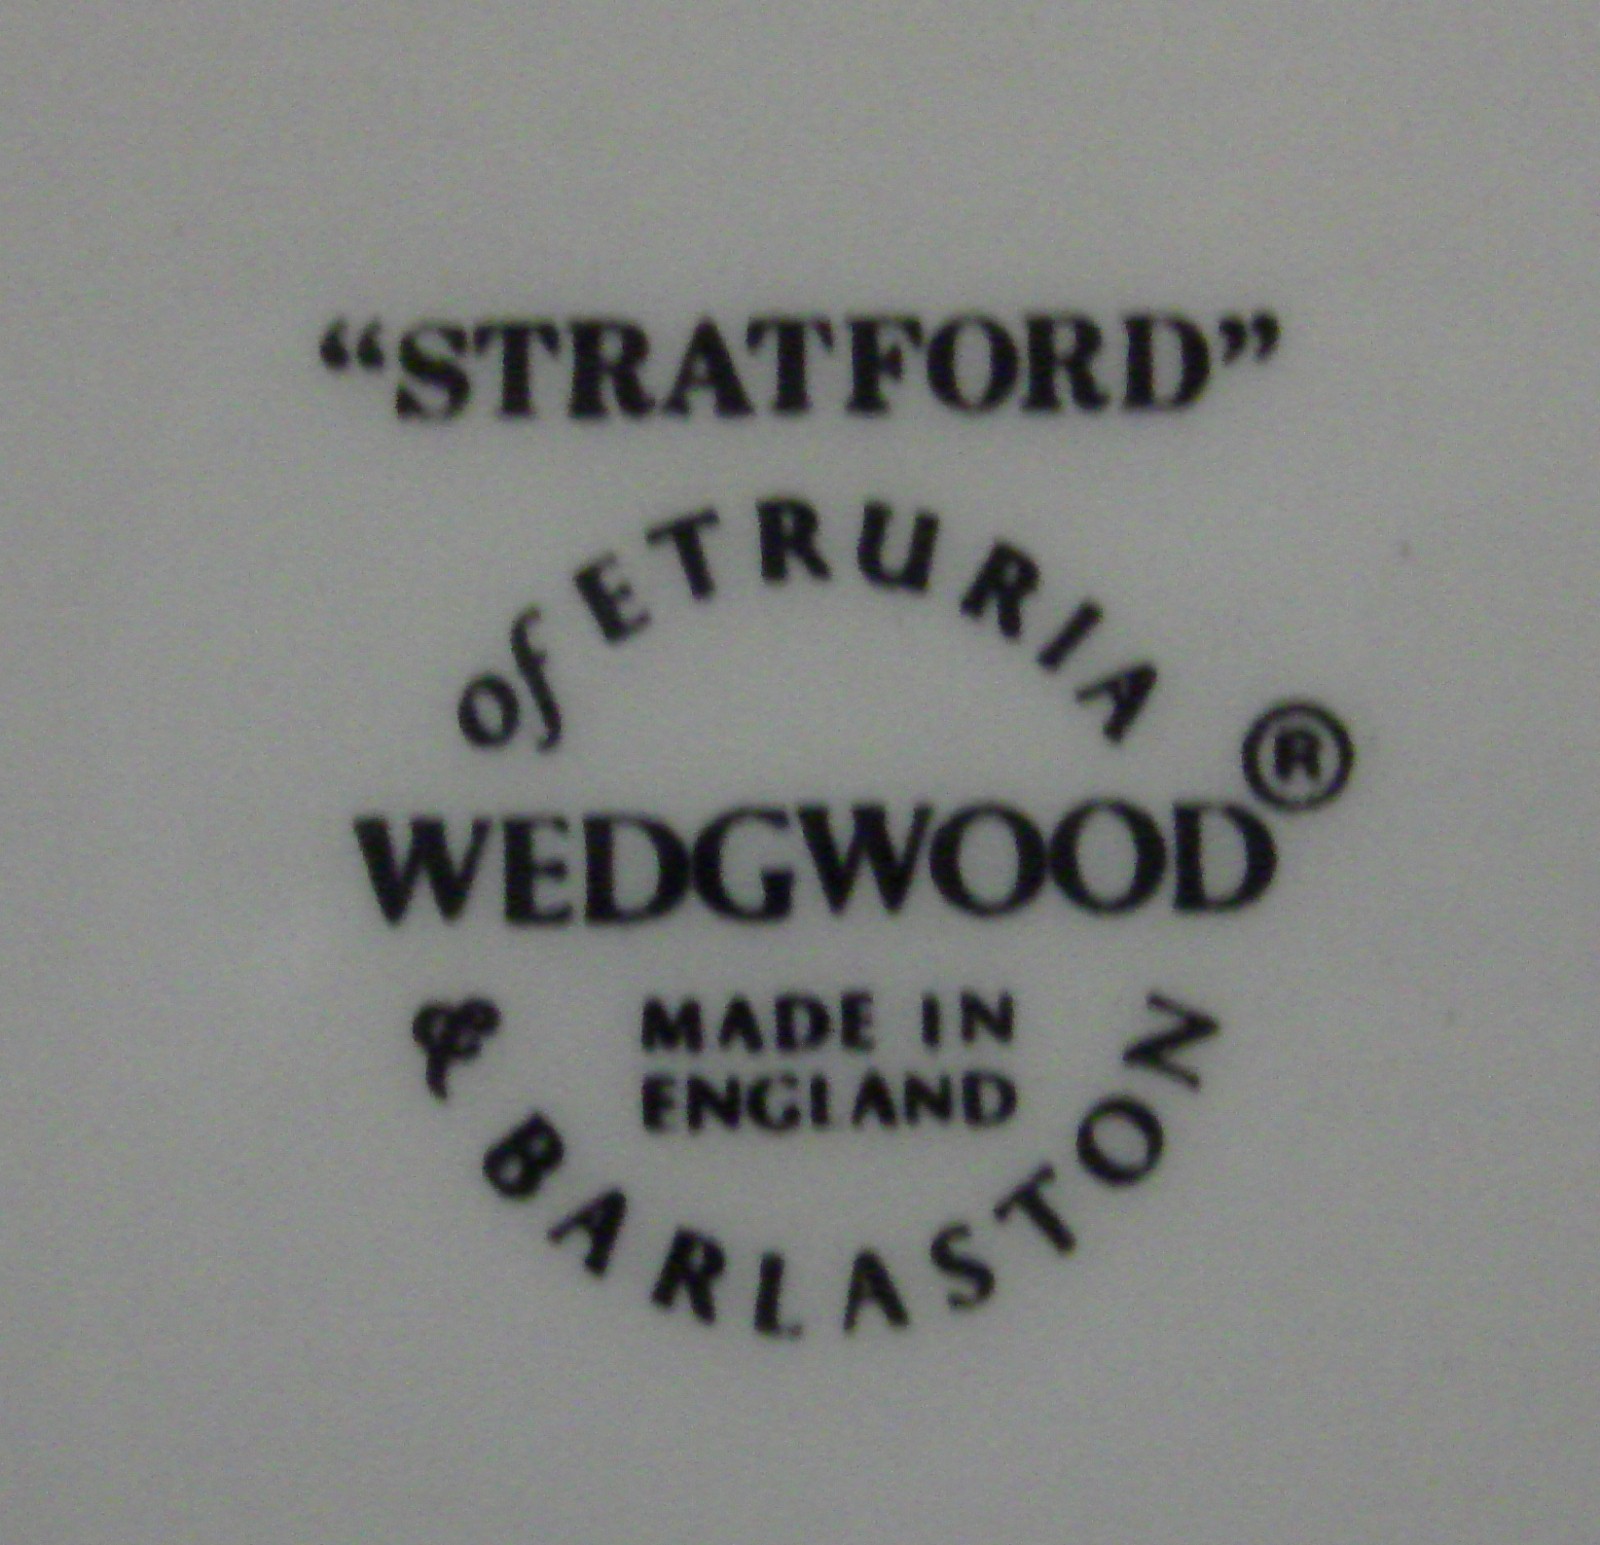 “STRATFORD”
of ETRURIA
WEDGWOOD®
MADE IN
ENGLAND
& BARLASTON